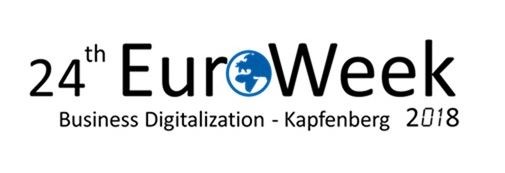 24th EuroWeek
Business Digitalization - Kapfenberg 2018